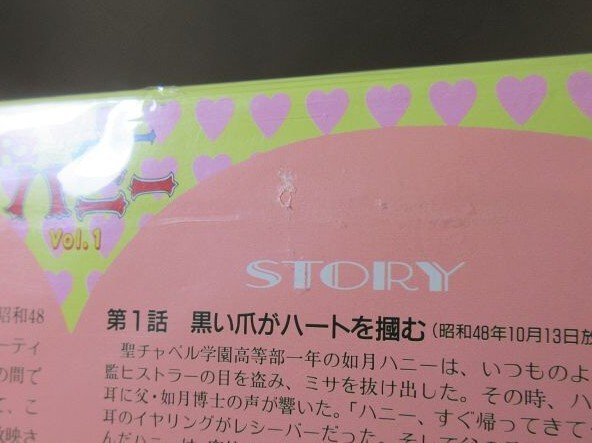 ハニー
Vol.1
STORY
第1話 黒い爪がハートを摑む(昭和48年10月13日放
聖チャペル学園高等部一年の如月ハニーは、いつものよ
監ヒストラーの目を盗み、ミサを抜け出した。その時、ハ
耳に父・如月博士の声が響いた。「ハニー、すぐ帰ってきて
耳のイヤリングがレシーバーだった。
昭和48
ーティ
の間で
て、こ
放映さ